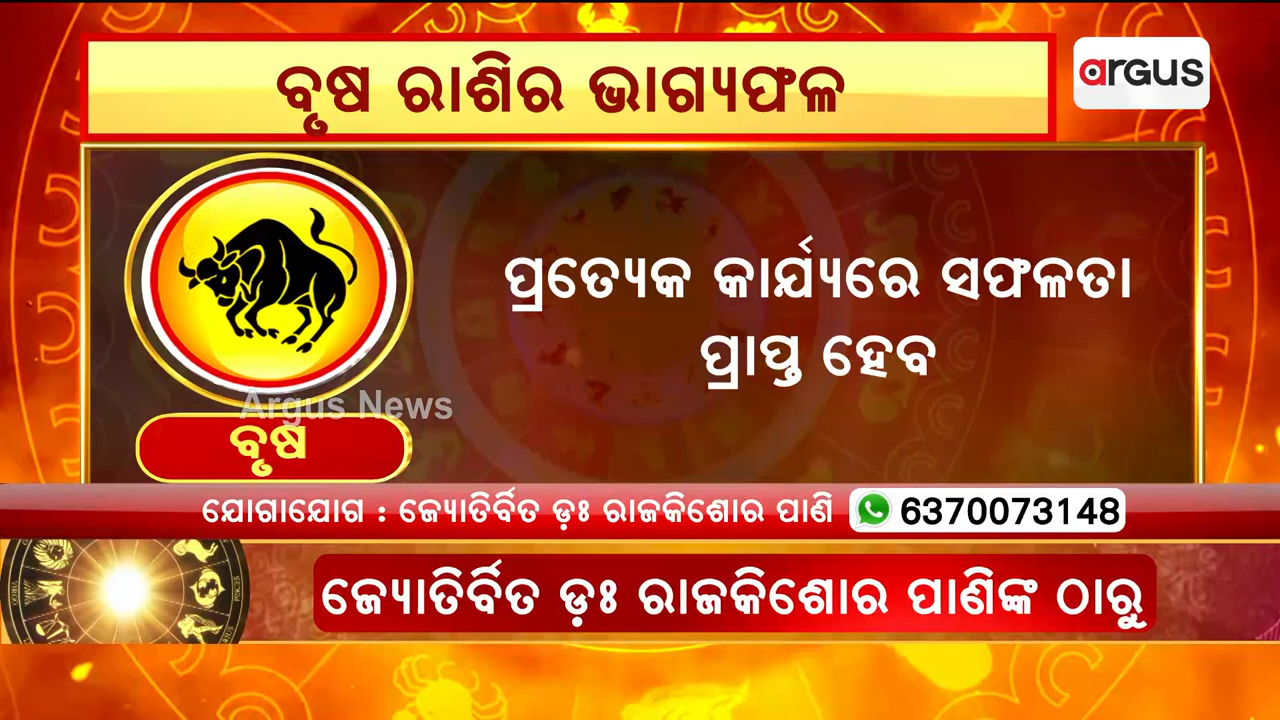 ବୃଷ ରାଶିର ଭାଗ୍ୟଫଳ
argus
ପ୍ରତ୍ୟେକ କାର୍ଯ୍ୟରେ ସଫଳତା
ପ୍ରାପ୍ତ ହେବ
Argus News
ବୃଷ
ଯୋଗାଯୋଗ : ଜ୍ୟୋତିର୍ବିତ ଡ଼ଃ ରାଜକିଶୋର ପାଣି 6370073148
ଜ୍ୟୋତିର୍ବିତ ଡ଼ଃ ରାଜକିଶୋର ପାଣିଙ୍କ ଠାରୁ